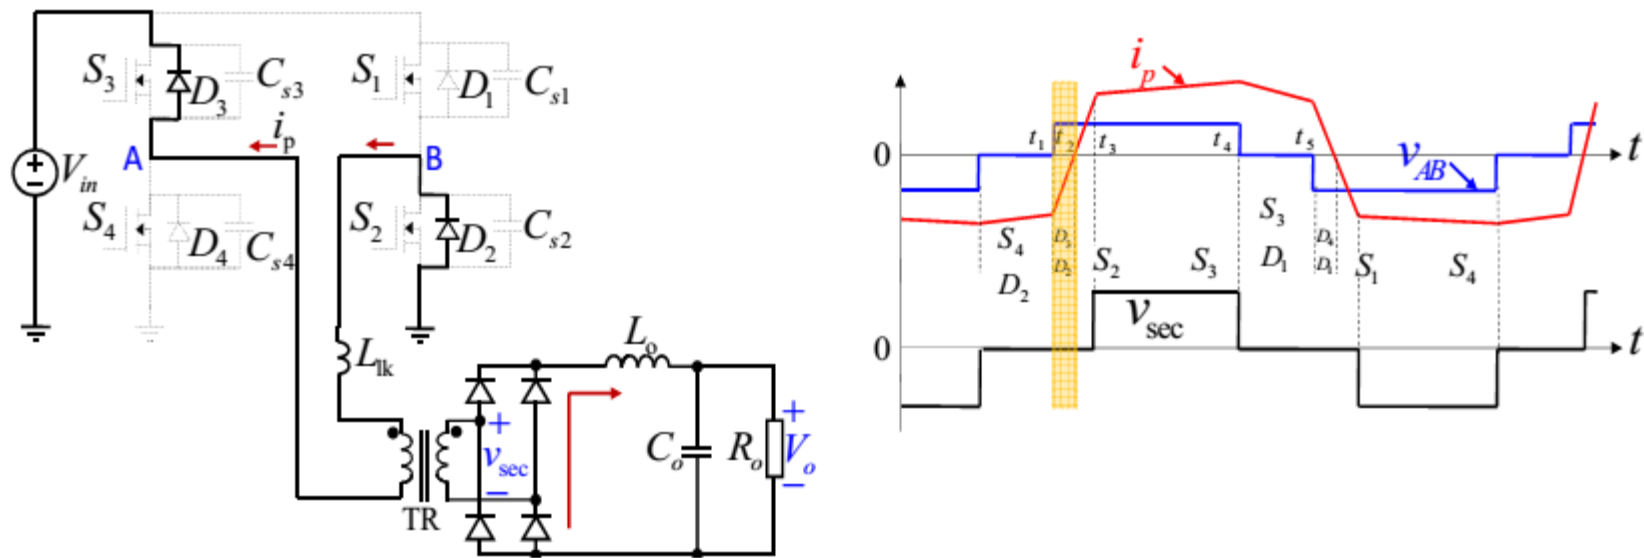 S3
D3
Cs3
S1
D1
Cs1
ip
A
B
Vin
+
−
S4
D4
Cs4
S2
D2
Cs2
Llk
Lo
TR
+
vsec
−
Co
Ro
+
Vo
−
ip
t1
t2
t3
t4
t5
0
t
vAB
S4
D2
D3
D2
S2
S3
S3
D1
D4
D1
S1
S4
vsec
0
t